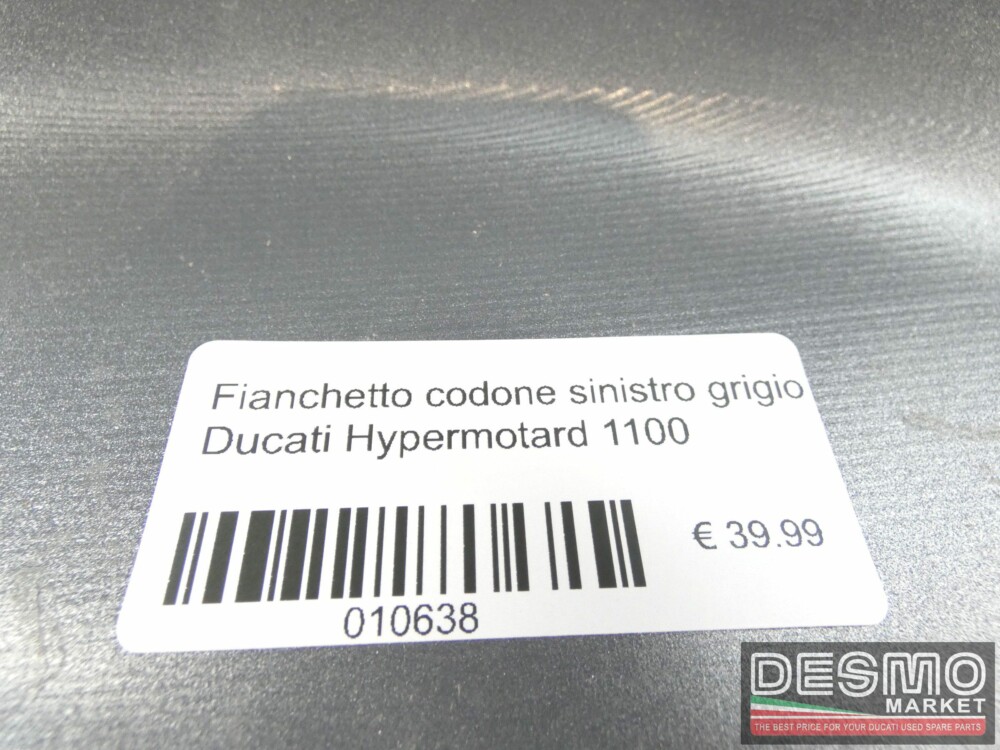 Fianchetto codone sinistro grigio
Ducati Hypermotard 1100
€ 39.99
010638
DESMO
MARKET
THE BEST PRICE FOR YOUR DUCATI USED SPARE PARTS